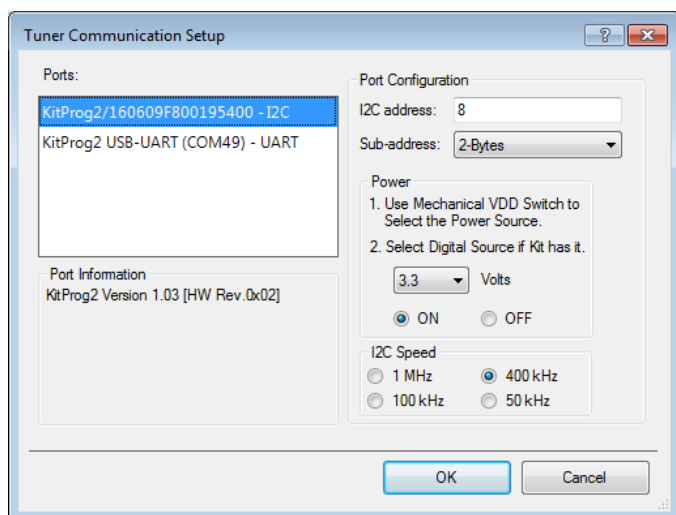 Tuner Communication Setup
Ports:
KitProg2/160609F800195400 - I2C
KitProg2 USB-UART (COM49) - UART
Port Information
KitProg2 Version 1.03 [HW Rev.0x02]
Port Configuration
I2C address: 8
Sub-address: 2-Bytes
Power
1. Use Mechanical VDD Switch to
Select the Power Source.
2. Select Digital Source if Kit has it.
3.3 Volts
ON OFF
I2C Speed
1 MHz 400 kHz
100 kHz 50 kHz
OK Cancel